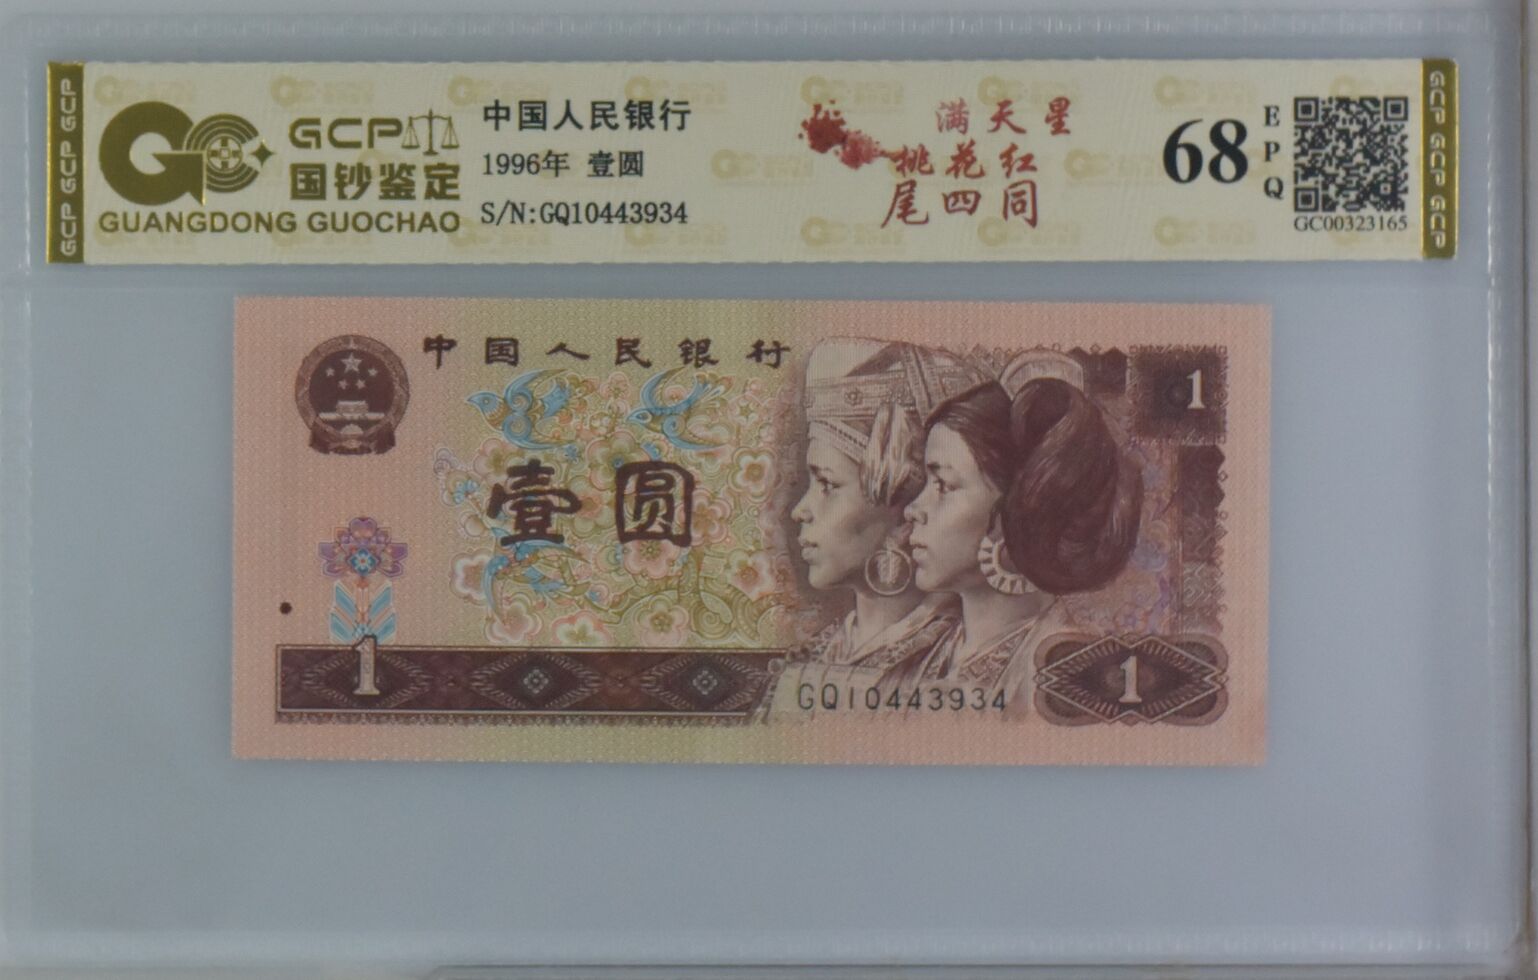 GCP GCP GCP
GCP
国钞鉴定
GUANGDONG GUOCHAO
中国人民银行
1996年 壹圆
S/N:GQ10443934
满天星
桃花红
尾四同
68
EPQ
GC00323165
GCP GCP GCP
中国人民银行
1
壹圆
1
GQ10443934
1